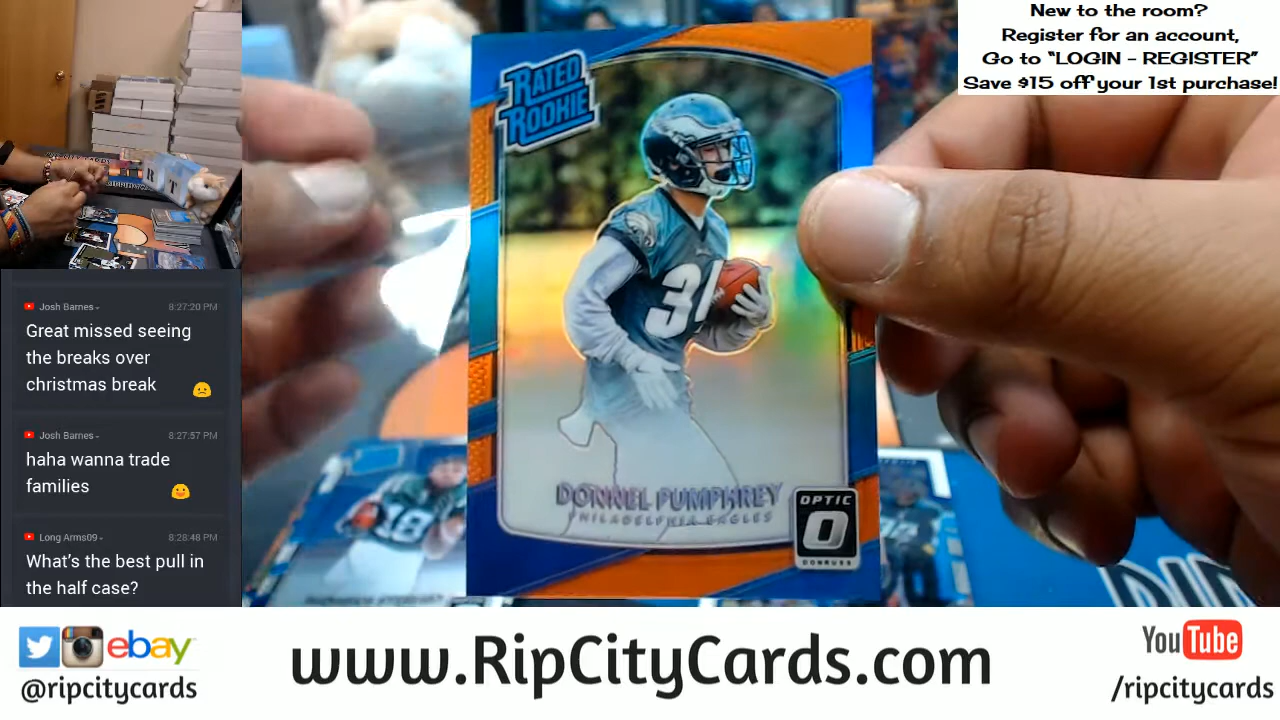 New to the room?
Register for an account,
Go to "LOGIN - REGISTER"
Save $15 off your 1st purchase!
RATED
ROOKIE
31
DONNEL PUMPHREY
PHILADELPHIA EAGLES
OPTIC
DONRUSS
18
Josh Barnes
8:27:20 PM
Great missed seeing
the breaks over
christmas break
Josh Barnes
8:27:57 PM
haha wanna trade
families
Long Arms09
8:28:48 PM
What's the best pull in
the half case?
ebay
@ripcitycards
www.RipCityCards.com
YouTube
/ripcitycards